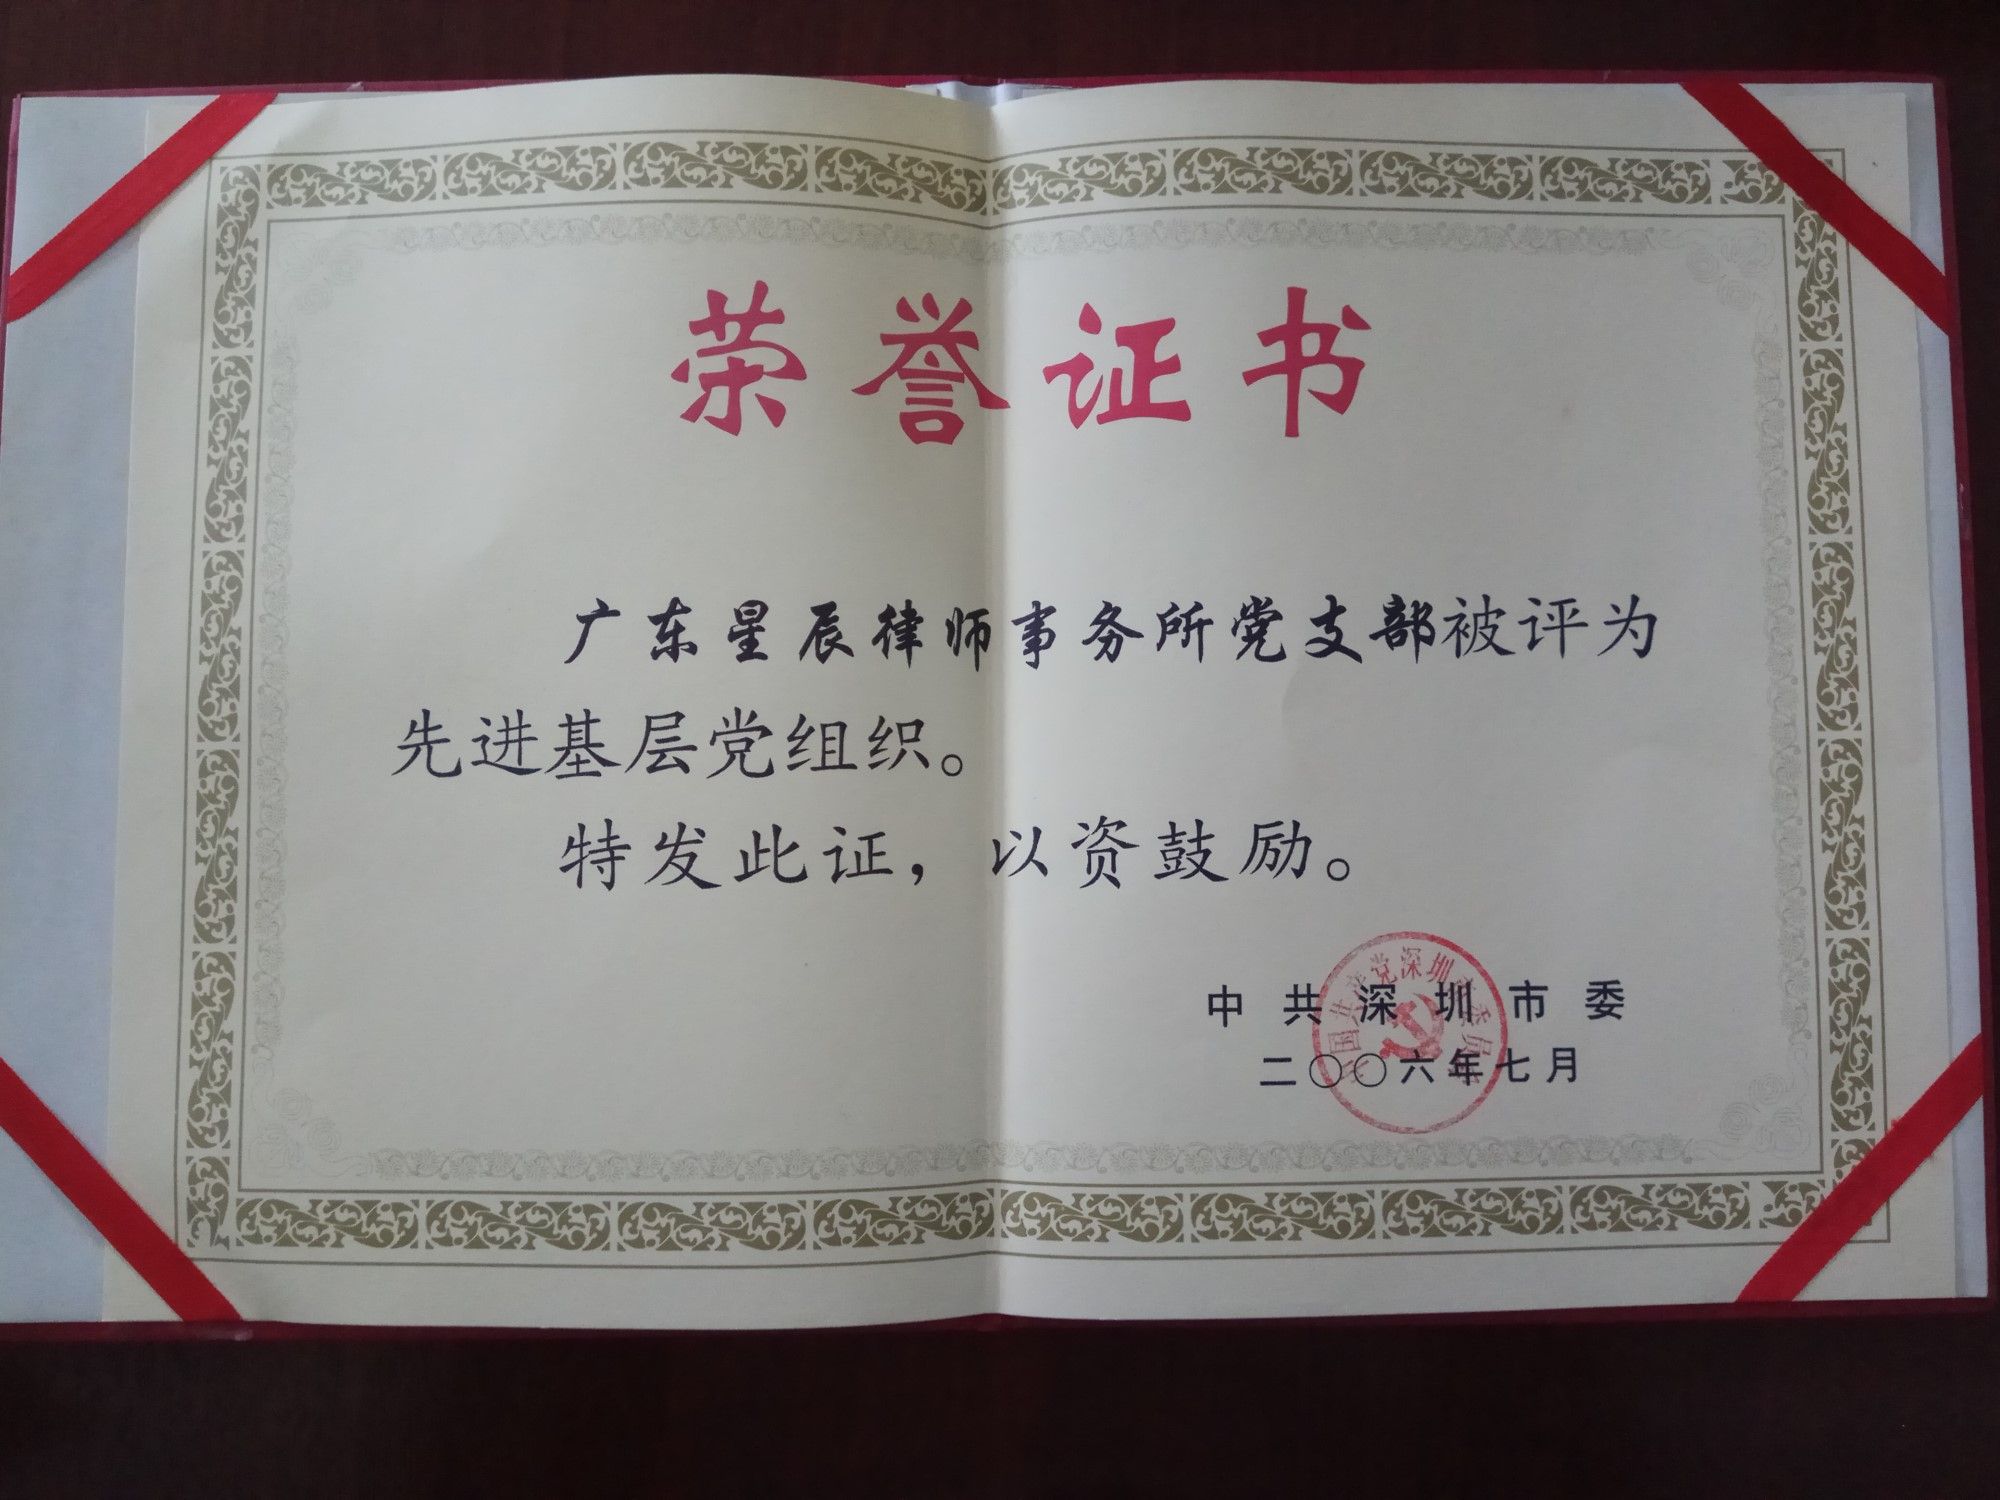 荣誉证书
广东星辰律师事务所党支部被评为
先进基层党组织。
特发此证，以资鼓励。
中共深圳市委
二〇〇六年七月